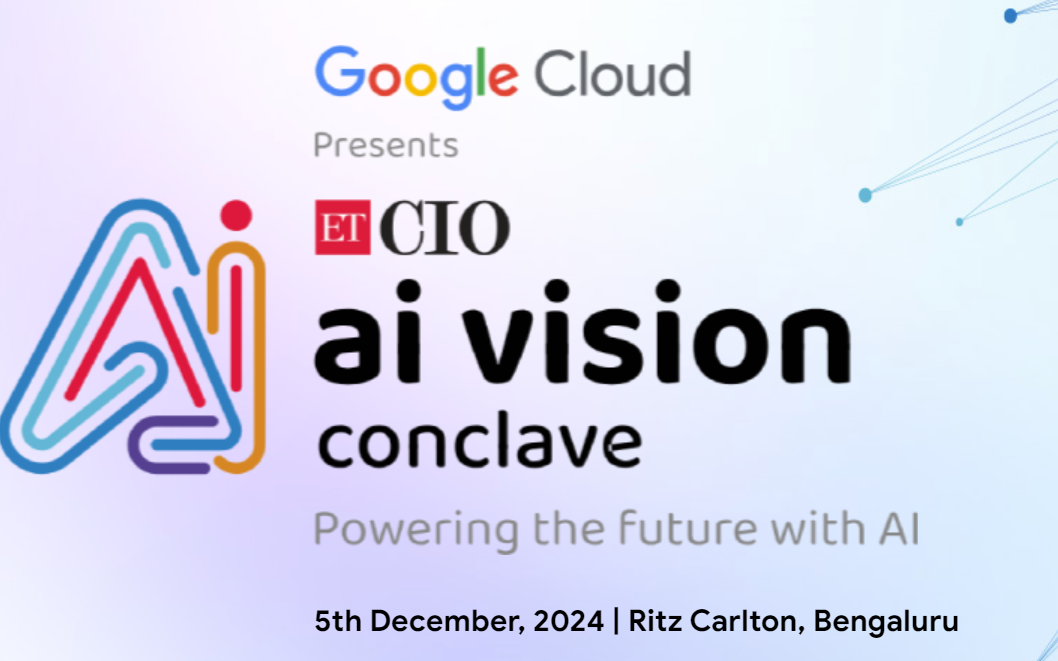 Google Cloud
Presents
ET CIO
ai vision
conclave
Powering the future with AI
5th December, 2024 | Ritz Carlton, Bengaluru